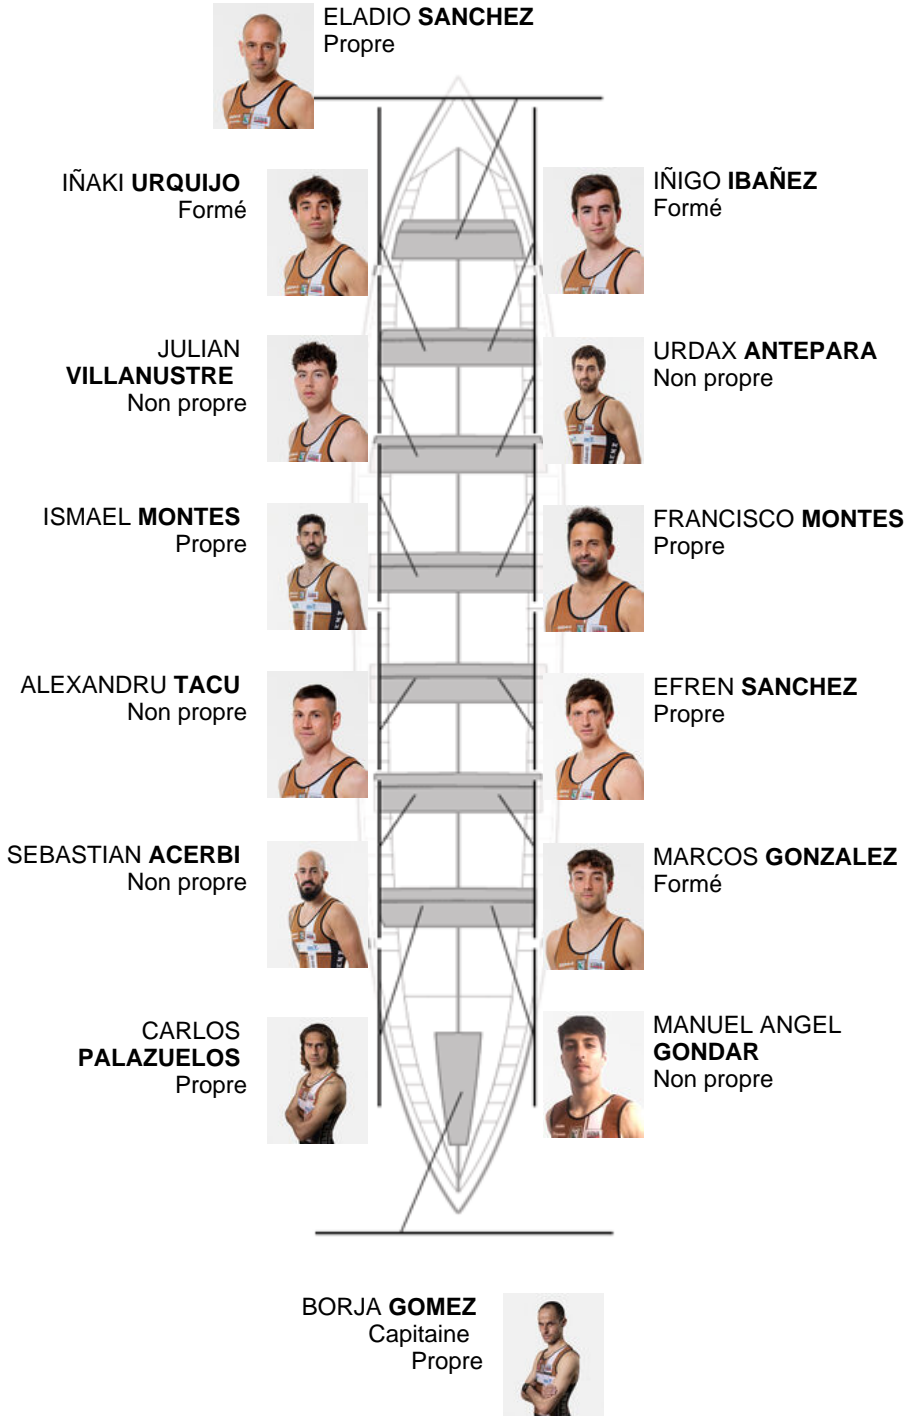 ELADIO SANCHEZ
Propre
IÑAKI URQUIJO
Formé
IÑIGO IBAÑEZ
Formé
JULIAN
VILLANUSTRE
Non propre
URDAX ANTEPARA
Non propre
ISMAEL MONTES
Propre
FRANCISCO MONTES
Propre
ALEXANDRU TACU
Non propre
EFREN SANCHEZ
Propre
SEBASTIAN ACERBI
Non propre
MARCOS GONZALEZ
Formé
CARLOS
PALAZUELOS
Propre
MANUEL ANGEL
GONDAR
Non propre
BORJA GOMEZ
Capitaine
Propre